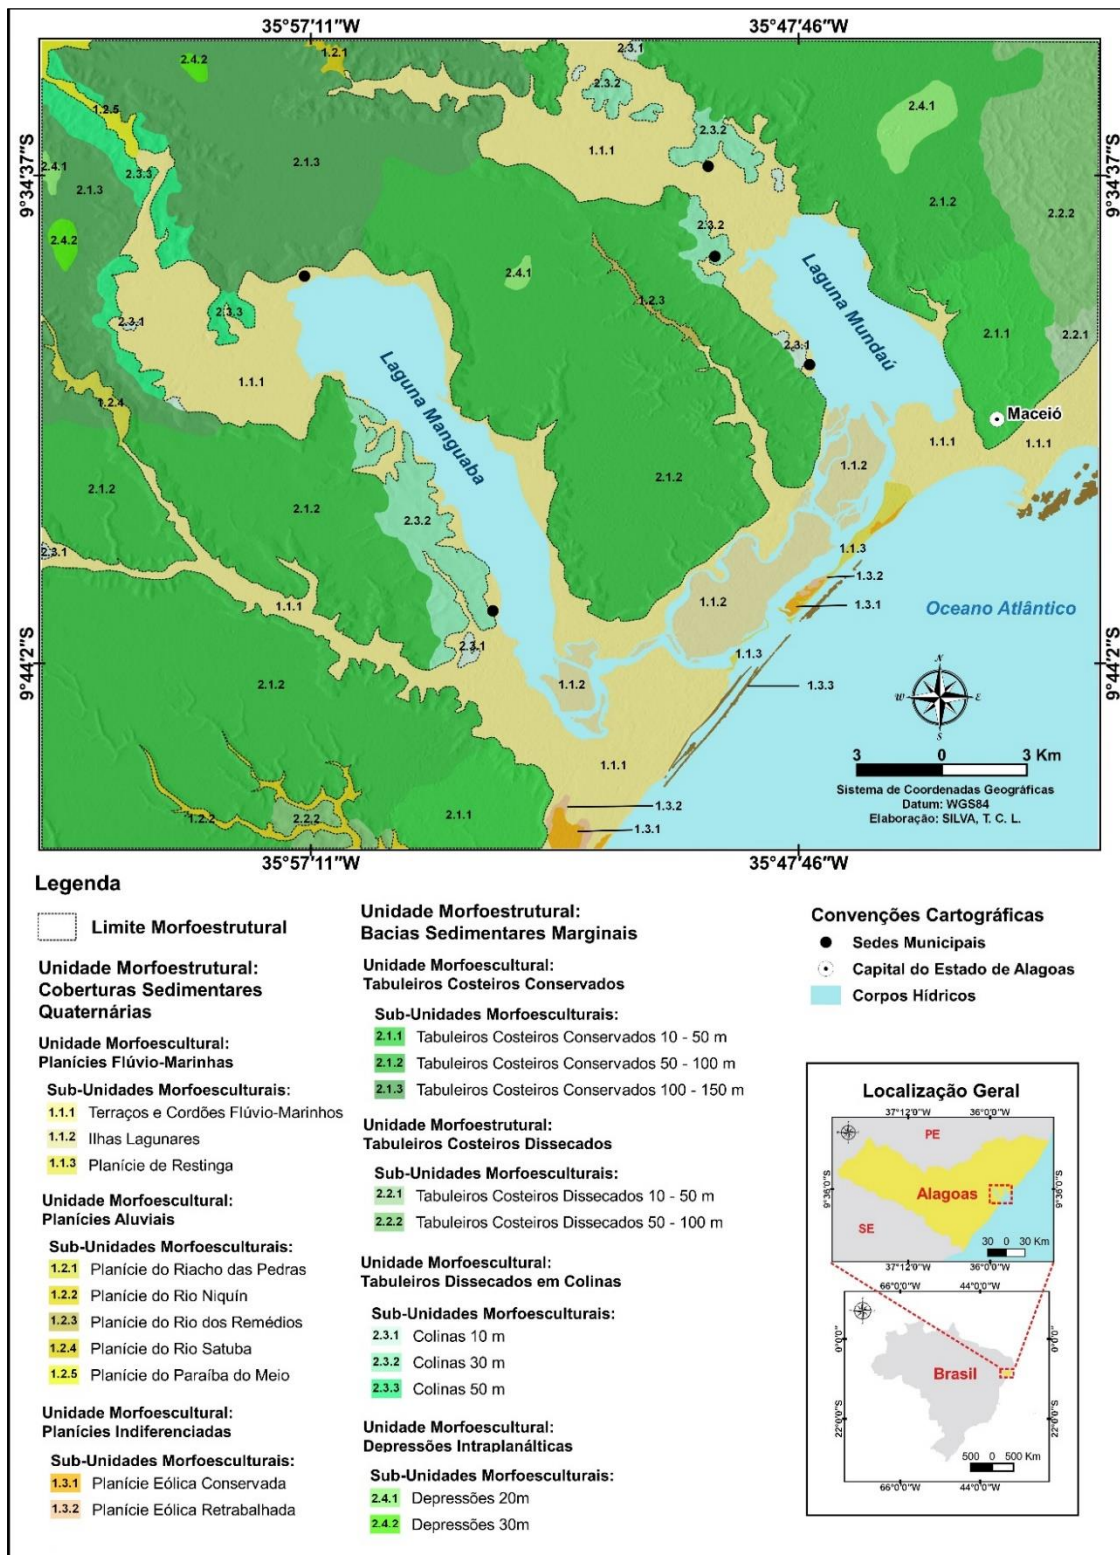 35°57'11"W
35°47'46"W
9°34'37"S
9°34'37"S
9°44'2"S
9°44'2"S
2.4.2
1.2.1
2.3.1
1.2.5
2.3.2
2.4.1
1.1.1
2.3.2
2.4.1
2.1.3
2.1.3
2.3.3
2.1.2
2.2.2
2.4.2
2.3.2
2.4.1
1.2.3
Laguna Mundaú
2.3.1
2.3.3
2.1.1
2.2.1
2.3.1
1.1.1
Laguna Manguaba
1.2.4
Maceió
1.1.1
1.1.1
1.1.2
2.1.2
2.1.2
2.1.2
2.3.2
2.3.1
1.1.3
1.3.2
1.1.1
1.1.2
1.3.1
Oceano Atlântico
2.3.1
1.1.3
2.1.2
1.1.2
1.3.3
N
W
E
S
1.1.1
3 0 3 Km
Sistema de Coordenadas Geográficas
Datum: WGS84
Elaboração: SILVA, T. C. L.
1.3.2
1.2.2
2.2.2
2.1.1
1.3.1
35°57'11"W
35°47'46"W
Legenda
Limite Morfoestrutural
Unidade Morfoestrutural:
Coberturas Sedimentares
Quaternárias
Unidade Morfoescultural:
Planícies Flúvio-Marinhas
Sub-Unidades Morfoesculturais:
1.1.1 Terraços e Cordões Flúvio-Marinhos
1.1.2 Ilhas Lagunares
1.1.3 Planície de Restinga
Unidade Morfoescultural:
Planícies Aluviais
Sub-Unidades Morfoesculturais:
1.2.1 Planície do Riacho das Pedras
1.2.2 Planície do Rio Niquín
1.2.3 Planície do Rio dos Remédios
1.2.4 Planície do Rio Satuba
1.2.5 Planície do Paraíba do Meio
Unidade Morfoescultural:
Planícies Indiferenciadas
Sub-Unidades Morfoesculturais:
1.3.1 Planície Eólica Conservada
1.3.2 Planície Eólica Retrabalhada
Unidade Morfoestrutural:
Bacias Sedimentares Marginais
Unidade Morfoescultural:
Tabuleiros Costeiros Conservados
Sub-Unidades Morfoesculturais:
2.1.1 Tabuleiros Costeiros Conservados 10 - 50 m
2.1.2 Tabuleiros Costeiros Conservados 50 - 100 m
2.1.3 Tabuleiros Costeiros Conservados 100 - 150 m
Unidade Morfoestrutural:
Tabuleiros Costeiros Dissecados
Sub-Unidades Morfoesculturais:
2.2.1 Tabuleiros Costeiros Dissecados 10 - 50 m
2.2.2 Tabuleiros Costeiros Dissecados 50 - 100 m
Unidade Morfoescultural:
Tabuleiros Dissecados em Colinas
Sub-Unidades Morfoesculturais:
2.3.1 Colinas 10 m
2.3.2 Colinas 30 m
2.3.3 Colinas 50 m
Unidade Morfoescultural:
Depressões Intraplanálticas
Sub-Unidades Morfoesculturais:
2.4.1 Depressões 20m
2.4.2 Depressões 30m
Convenções Cartográficas
Sedes Municipais
Capital do Estado de Alagoas
Corpos Hídricos
Localização Geral
37°12'0"W 36°0'0"W
PE
Alagoas
SE
9°36'0"S
9°36'0"S
30 0 30 Km
37°12'0"W 36°0'0"W
66°0'0"W 44°0'0"W
0°0'0"
0°0'0"
Brasil
22°0'0"S
22°0'0"S
500 0 500 Km
66°0'0"W 44°0'0"W